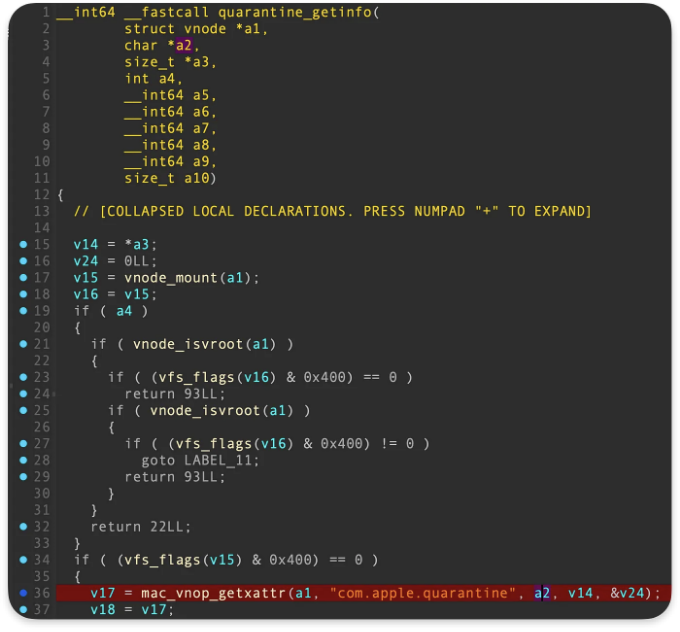 1 __int64 __fastcall quarantine_getinfo(
2 struct vnode *a1,
3 char *a2,
4 size_t *a3,
5 int a4,
6 __int64 a5,
7 __int64 a6,
8 __int64 a7,
9 __int64 a8,
10 __int64 a9,
11 size_t a10)
12 {
13 // [COLLAPSED LOCAL DECLARATIONS. PRESS NUMPAD "+" TO EXPAND]
14
15 v14 = *a3;
16 v24 = 0LL;
17 v15 = vnode_mount(a1);
18 v16 = v15;
19 if ( a4 )
20 {
21 if ( vnode_isvroot(a1) )
22 {
23 if ( (vfs_flags(v16) & 0x400) == 0 )
24 return 93LL;
25 if ( vnode_isvroot(a1) )
26 {
27 if ( (vfs_flags(v16) & 0x400) != 0 )
28 goto LABEL_11;
29 return 93LL;
30 }
31 }
32 return 22LL;
33 }
34 if ( (vfs_flags(v15) & 0x400) == 0 )
35 {
36 v17 = mac_vnop_getxattr(a1, "com.apple.quarantine", a2, v14, &v24);
37 v18 = v17;